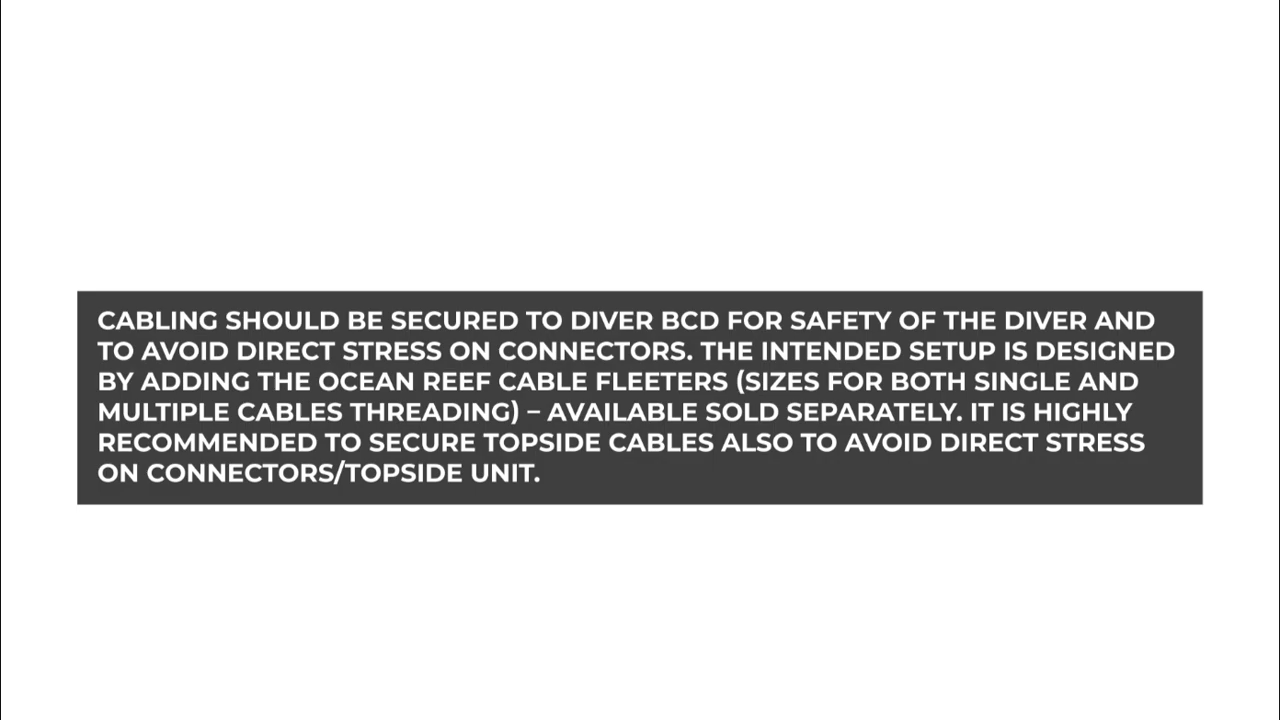 CABLING SHOULD BE SECURED TO DIVER BCD FOR SAFETY OF THE DIVER AND
TO AVOID DIRECT STRESS ON CONNECTORS. THE INTENDED SETUP IS DESIGNED
BY ADDING THE OCEAN REEF CABLE FLEETERS (SIZES FOR BOTH SINGLE AND
MULTIPLE CABLES THREADING) – AVAILABLE SOLD SEPARATELY. IT IS HIGHLY
RECOMMENDED TO SECURE TOPSIDE CABLES ALSO TO AVOID DIRECT STRESS
ON CONNECTORS/TOPSIDE UNIT.